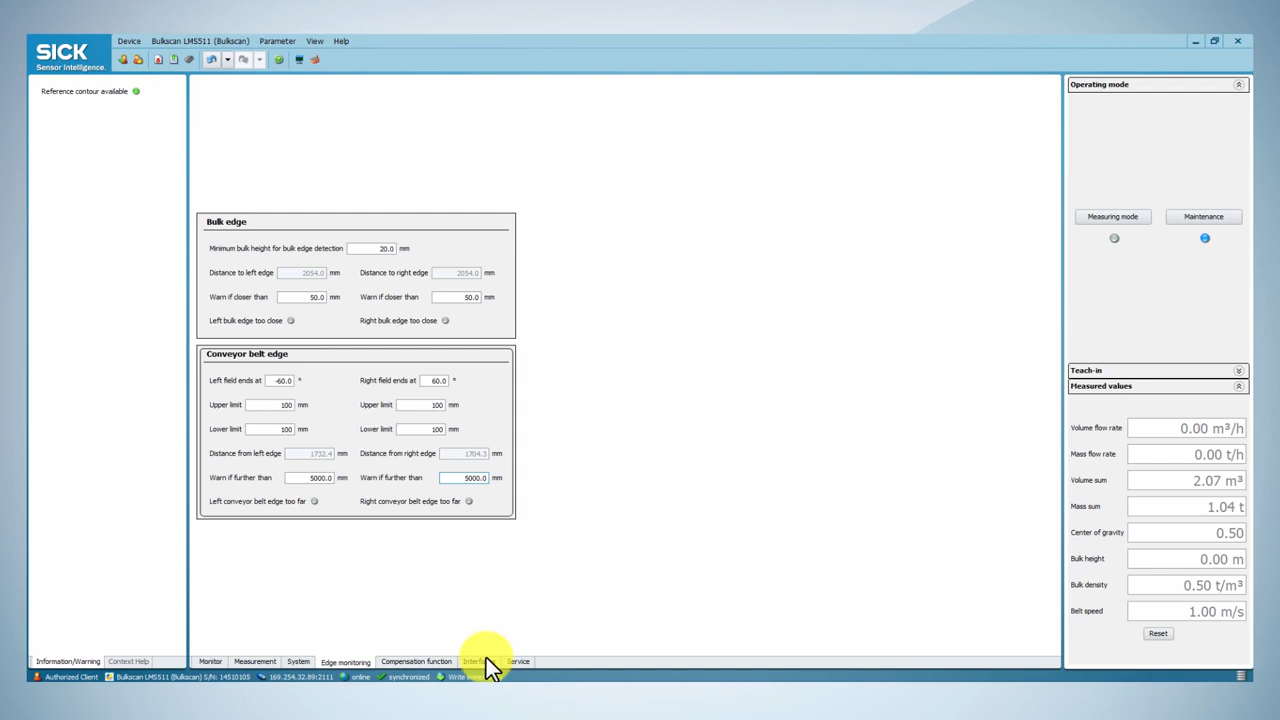 SICK
Sensor Intelligence.
Device Bulkscan LMS511 (Bulkscan) Parameter View Help
Reference contour available
Bulk edge
Minimum bulk height for bulk edge detection 20.0 mm
Distance to left edge 2054.0 mm Distance to right edge 2054.0 mm
Warn if closer than 50.0 mm Warn if closer than 50.0 mm
Left bulk edge too close Right bulk edge too close
Conveyor belt edge
Left field ends at -60.0 ° Right field ends at 60.0 °
Upper limit 100 mm Upper limit 100 mm
Lower limit 100 mm Lower limit 100 mm
Distance from left edge 1732.4 mm Distance from right edge 1704.3 mm
Warn if further than 5000.0 mm Warn if further than 5000.0 mm
Left conveyor belt edge too far Right conveyor belt edge too far
Operating mode
Measuring mode Maintenance
Teach-in
Measured values
Volume flow rate 0.00 m³/h
Mass flow rate 0.00 t/h
Volume sum 2.07 m³
Mass sum 1.04 t
Center of gravity 0.50
Bulk height 0.00 m
Bulk density 0.50 t/m³
Belt speed 1.00 m/s
Reset
Information/Warning Context Help Monitor Measurement System Edge monitoring Compensation function Service
Authorized Client Bulkscan LMS511 (Bulkscan) S/N: 14510105 169.254.32.89:2111 online synchronized Write